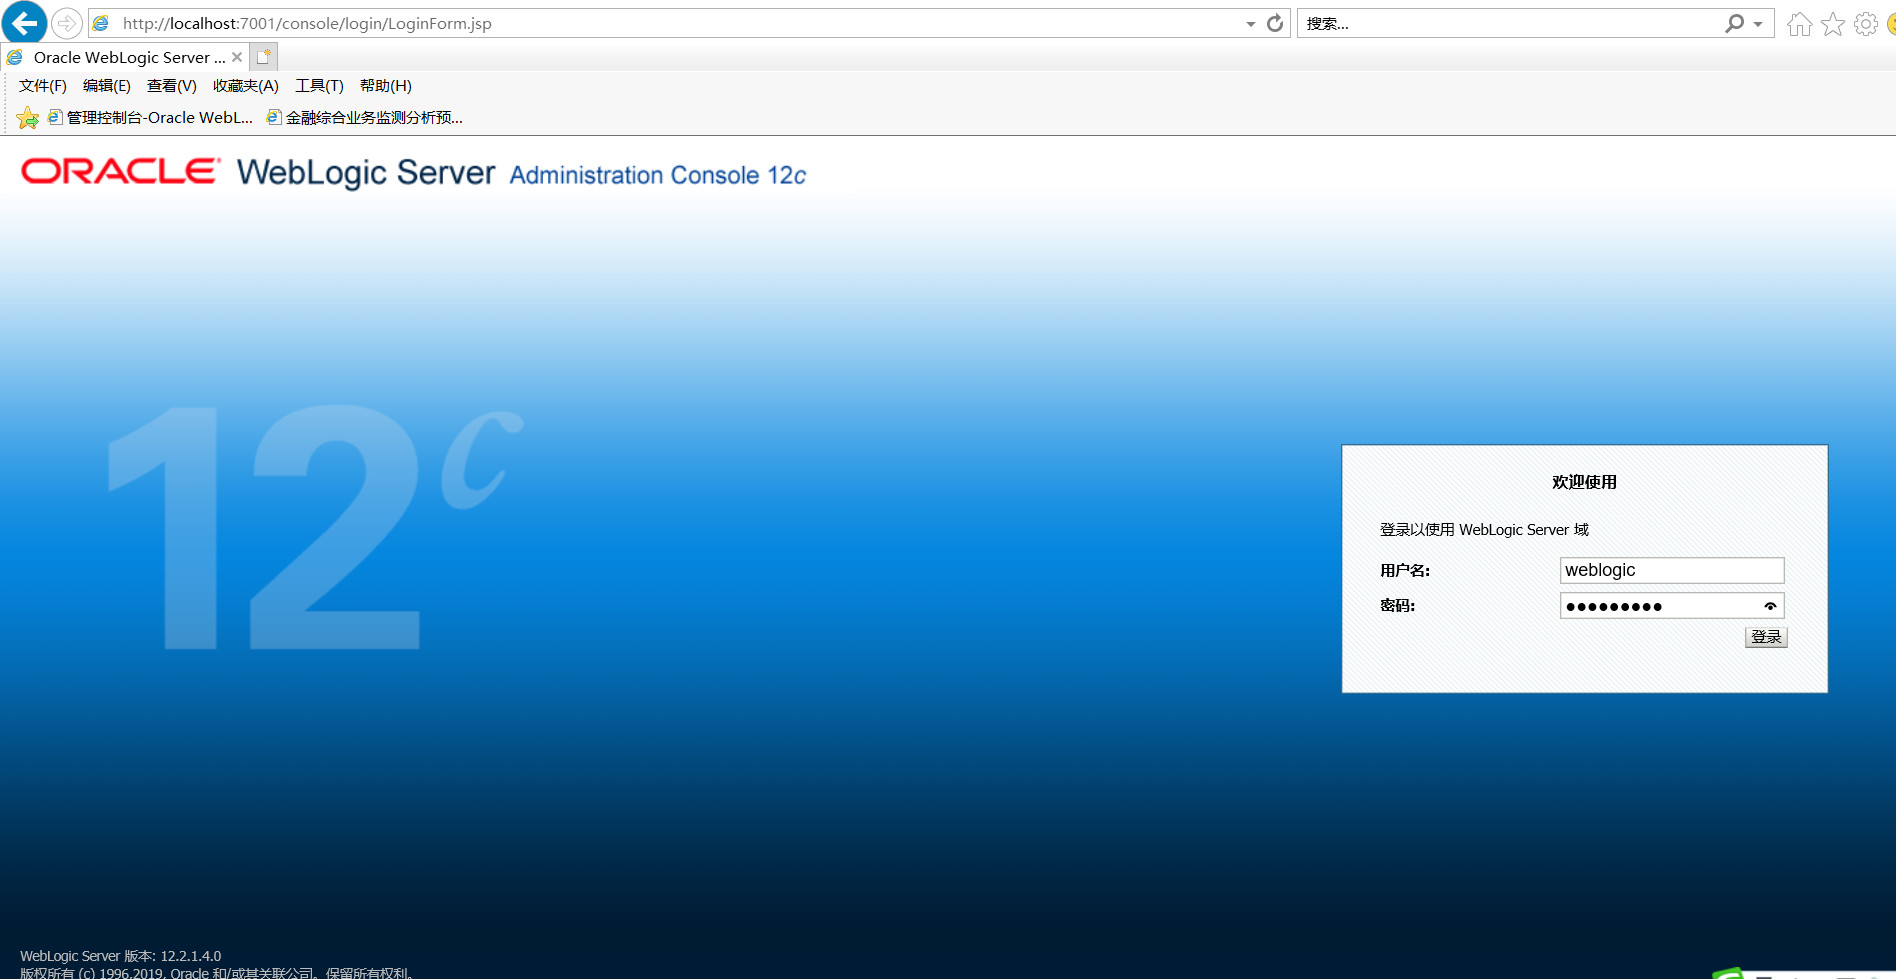 http://localhost:7001/console/login/LoginForm.jsp
搜索...
Oracle WebLogic Server ...
文件(F) 编辑(E) 查看(V) 收藏夹(A) 工具(T) 帮助(H)
管理控制台-Oracle WebL... 金融综合业务监测分析预...
ORACLE WebLogic Server Administration Console 12c
12c
欢迎使用
登录以使用 WebLogic Server 域
用户名: weblogic
密码: ●●●●●●●●●
登录
WebLogic Server 版本: 12.2.1.4.0
版权所有 (c) 1996,2019, Oracle 和/或其关联公司。保留所有权利。